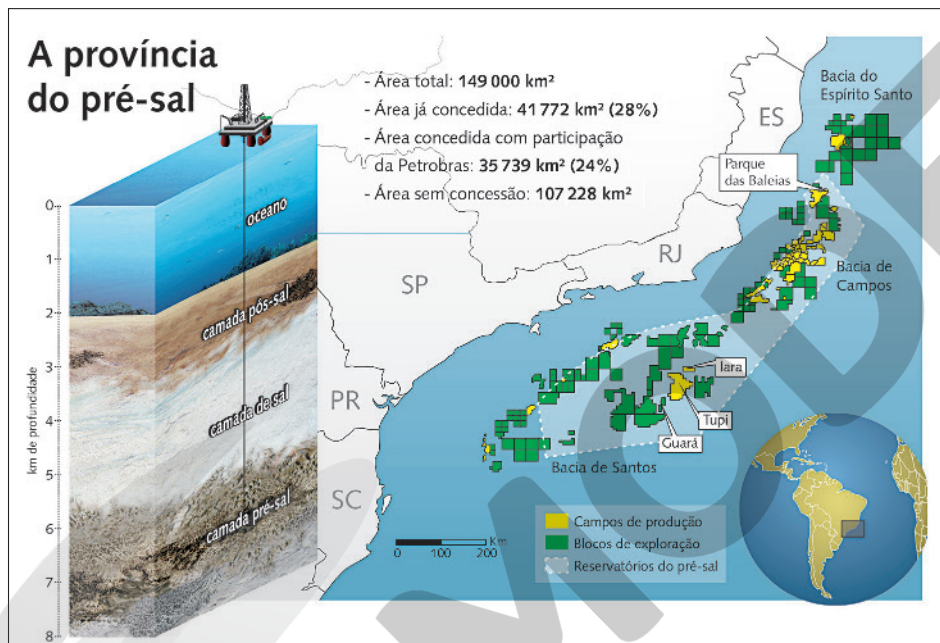 A província
do pré-sal
- Área total: 149 000 km²
- Área já concedida: 41 772 km² (28%)
- Área concedida com participação
da Petrobras: 35 739 km² (24%)
- Área sem concessão: 107 228 km²
km de profundidade
0
1
2
3
4
5
6
7
8
oceano
camada pós-sal
camada de sal
camada pré-sal
Bacia do
Espírito Santo
ES
Parque
das Baleias
RJ
SP
Bacia de
Campos
Iara
PR
Tupi
Guará
Bacia de Santos
SC
Km
0 100 200
Campos de produção
Blocos de exploração
Reservatórios do pré-sal